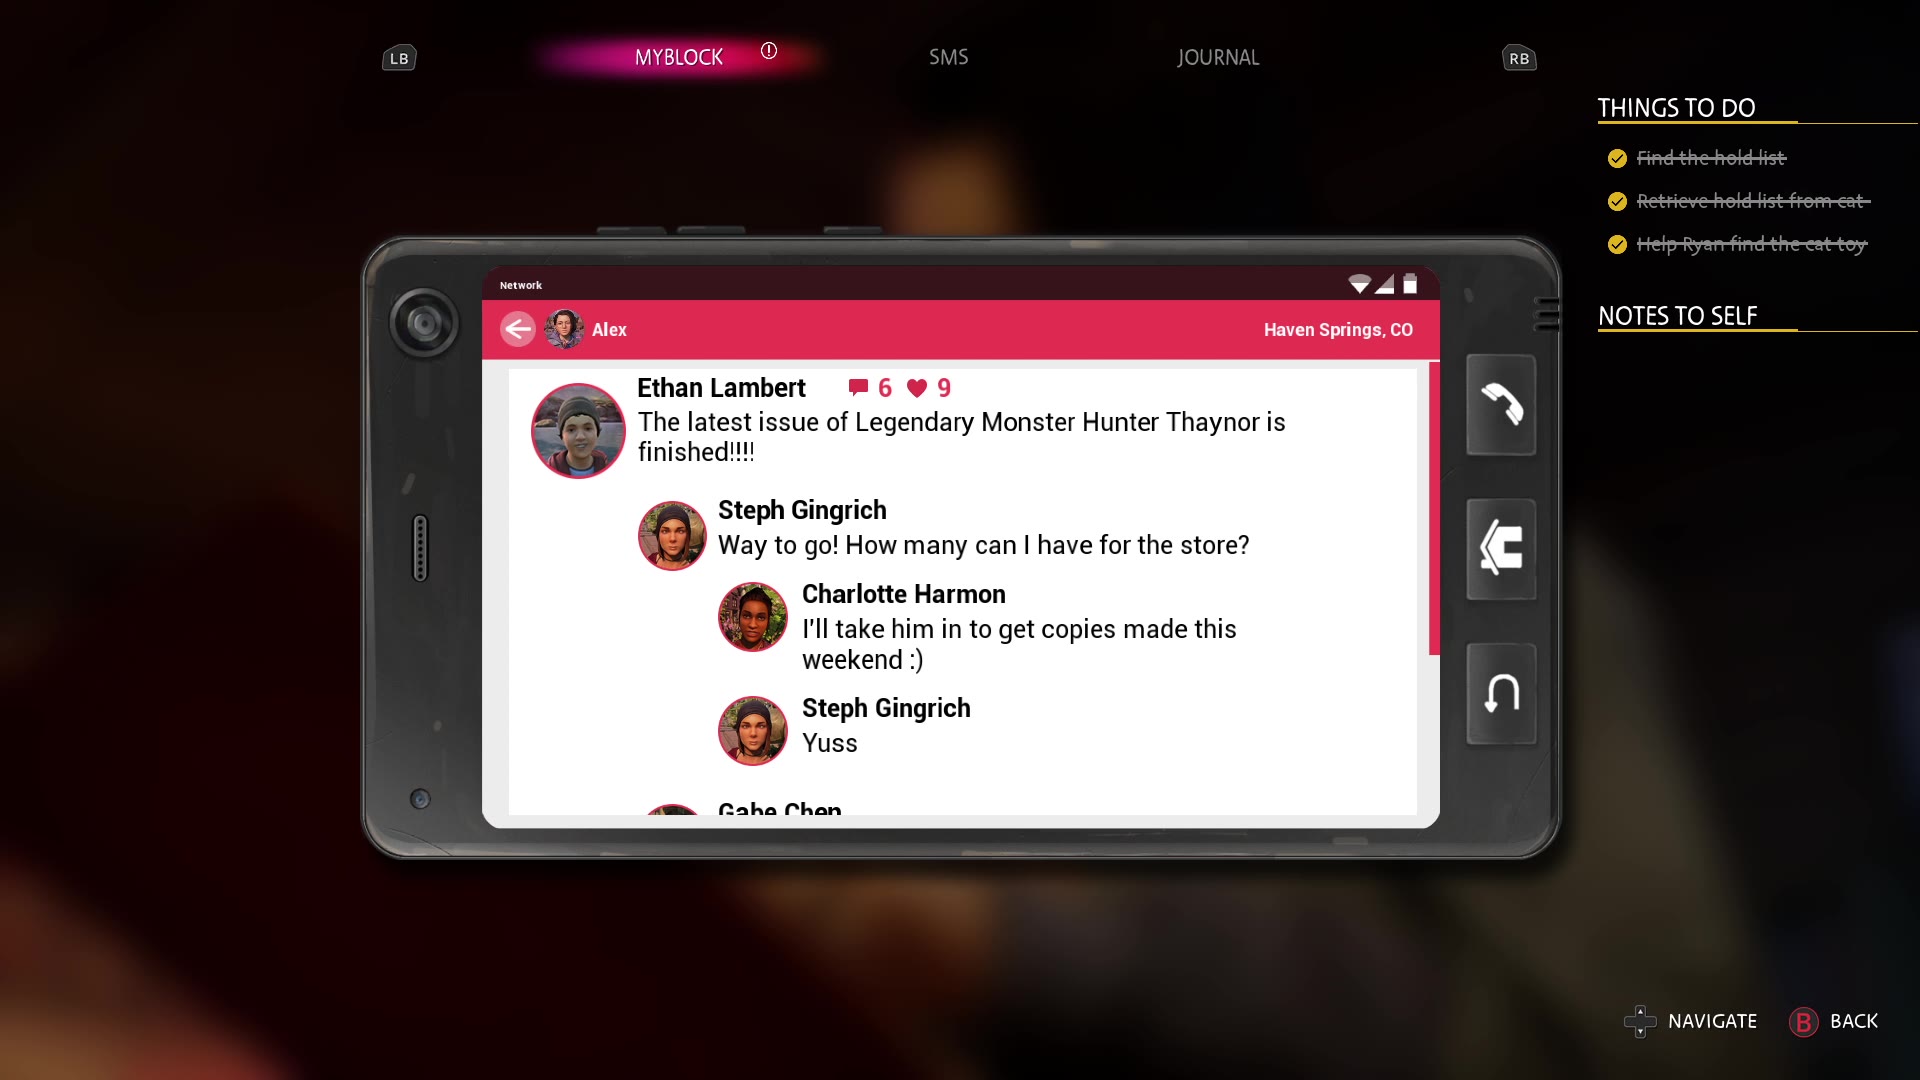 LB
MYBLOCK
SMS
JOURNAL
RB
THINGS TO DO
Find the hold list
Retrieve hold list from cat
Help Ryan find the cat toy
NOTES TO SELF
Network
Alex
Haven Springs, CO
Ethan Lambert 6 9
The latest issue of Legendary Monster Hunter Thaynor is
finished!!!!
Steph Gingrich
Way to go! How many can I have for the store?
Charlotte Harmon
I'll take him in to get copies made this
weekend :)
Steph Gingrich
Yuss
Gabe Chen
NAVIGATE
B BACK